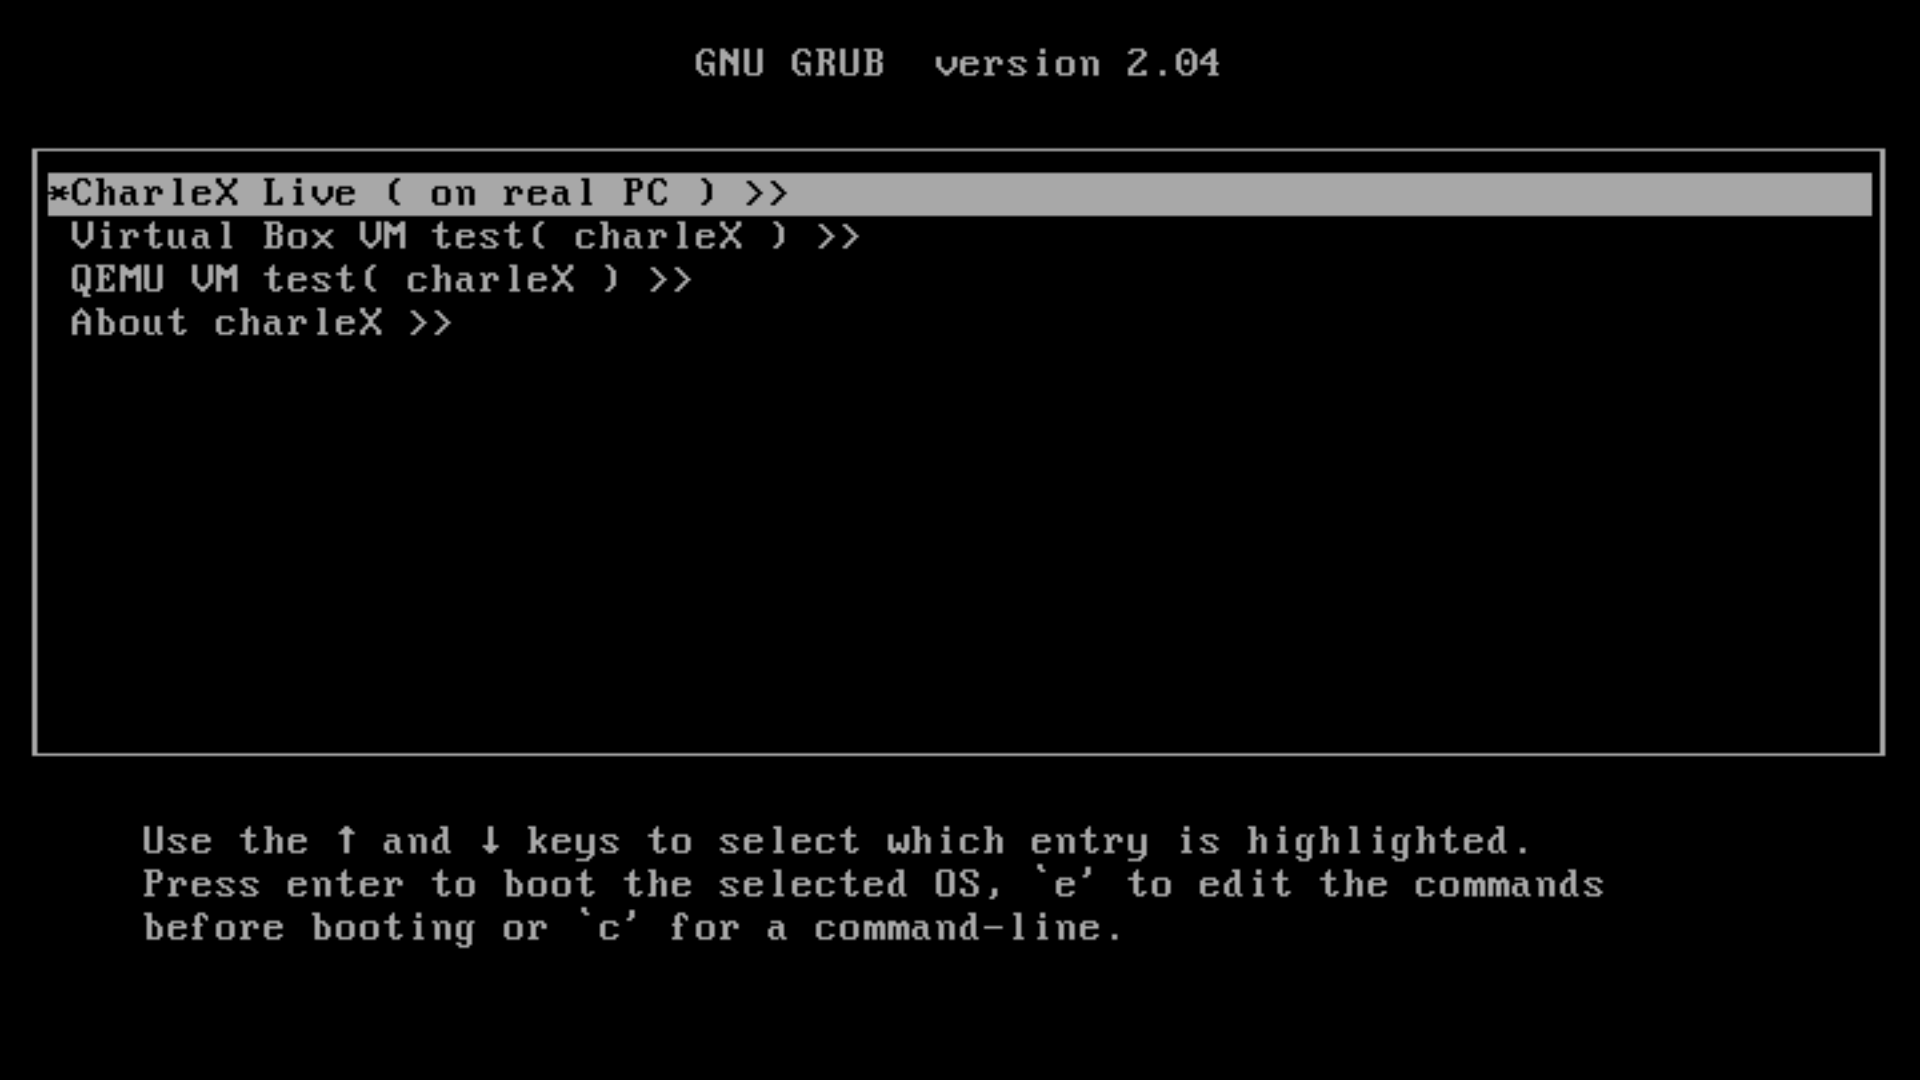 GNU GRUB  version 2.04
*CharleX Live ( on real PC ) >>
Virtual Box VM test( charleX ) >>
QEMU VM test( charleX ) >>
About charleX >>
Use the ↑ and ↓ keys to select which entry is highlighted.
Press enter to boot the selected OS, `e' to edit the commands
before booting or `c' for a command-line.